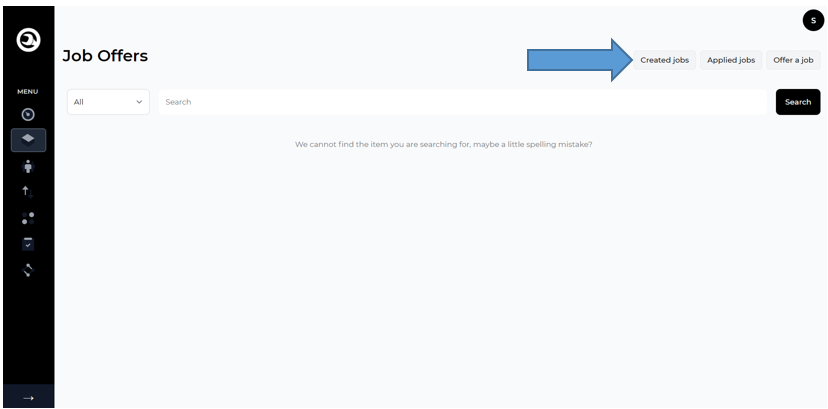 S
Job Offers
Created jobs
Applied jobs
Offer a job
MENU
All
Search
Search
We cannot find the item you are searching for, maybe a little spelling mistake?